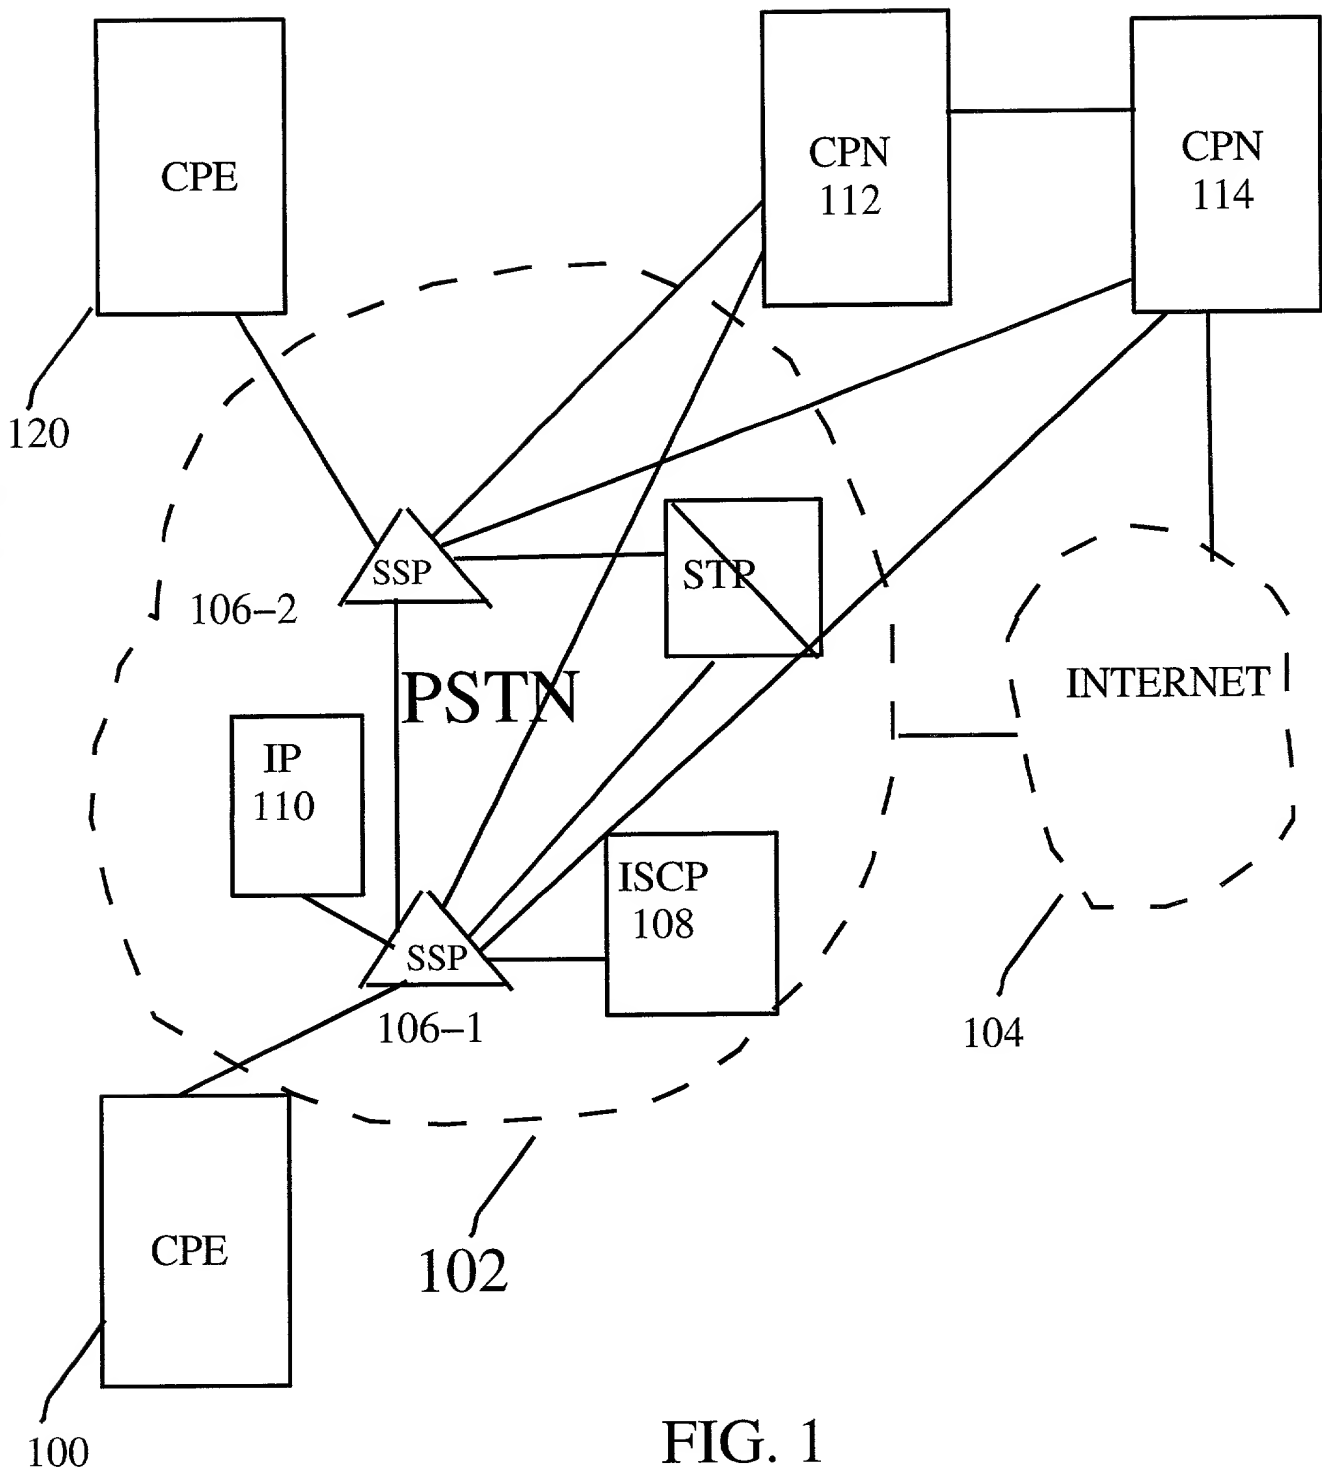 CPE
CPN
112
CPN
114
120
SSP
STP
106-2
PSTN
INTERNET
IP
110
ISCP
108
SSP
106-1
104
CPE
102
100
FIG. 1